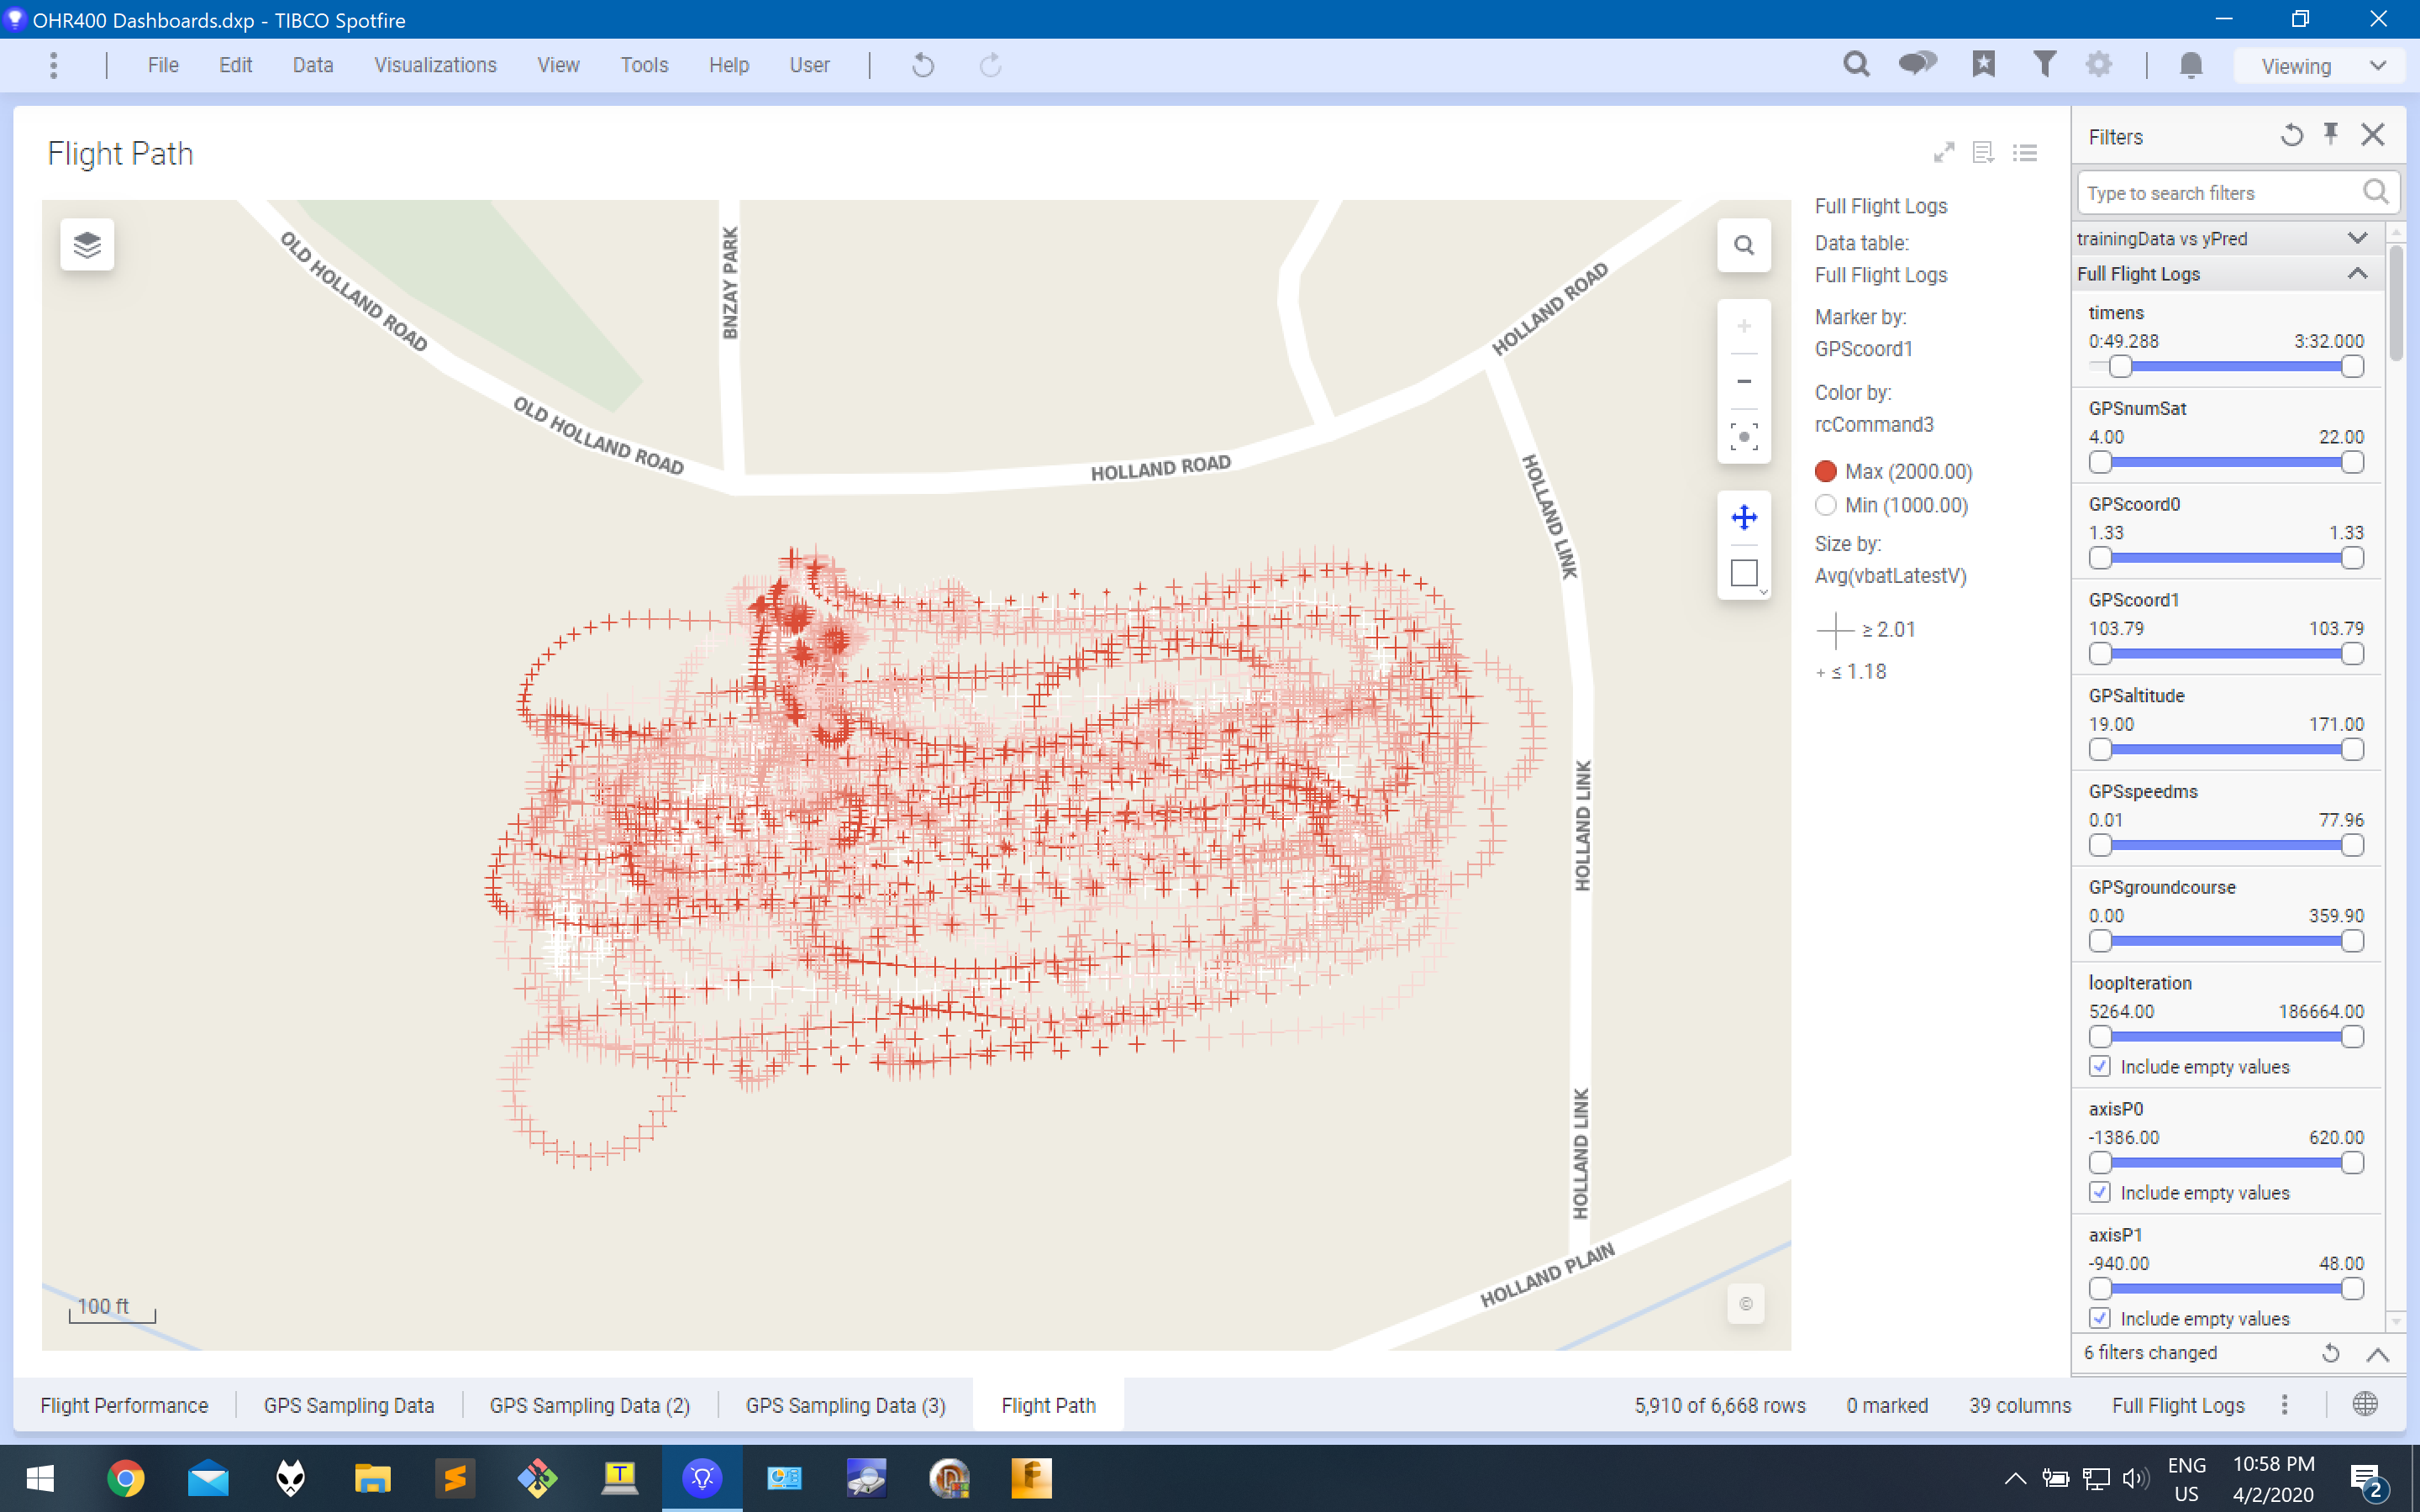 OHR400 Dashboards.dxp - TIBCO Spotfire
File Edit Data Visualizations View Tools Help User
Viewing
Flight Path
OLD HOLLAND ROAD
BNZAY PARK
OLD HOLLAND ROAD
HOLLAND ROAD
HOLLAND ROAD
HOLLAND LINK
HOLLAND LINK
HOLLAND LINK
HOLLAND PLAIN
100 ft
©
Full Flight Logs
Data table:
Full Flight Logs
Marker by:
GPScoord1
Color by:
rcCommand3
Max (2000.00)
Min (1000.00)
Size by:
Avg(vbatLatestV)
≥ 2.01
≤ 1.18
Filters
Type to search filters
trainingData vs yPred
Full Flight Logs
timens
0:49.288 3:32.000
GPSnumSat
4.00 22.00
GPScoord0
1.33 1.33
GPScoord1
103.79 103.79
GPSaltitude
19.00 171.00
GPSspeedms
0.01 77.96
GPSgroundcourse
0.00 359.90
loopIteration
5264.00 186664.00
Include empty values
axisP0
-1386.00 620.00
Include empty values
axisP1
-940.00 48.00
Include empty values
6 filters changed
Flight Performance GPS Sampling Data GPS Sampling Data (2) GPS Sampling Data (3) Flight Path 5,910 of 6,668 rows 0 marked 39 columns Full Flight Logs
T
F
ENG
US
10:58 PM
4/2/2020
2